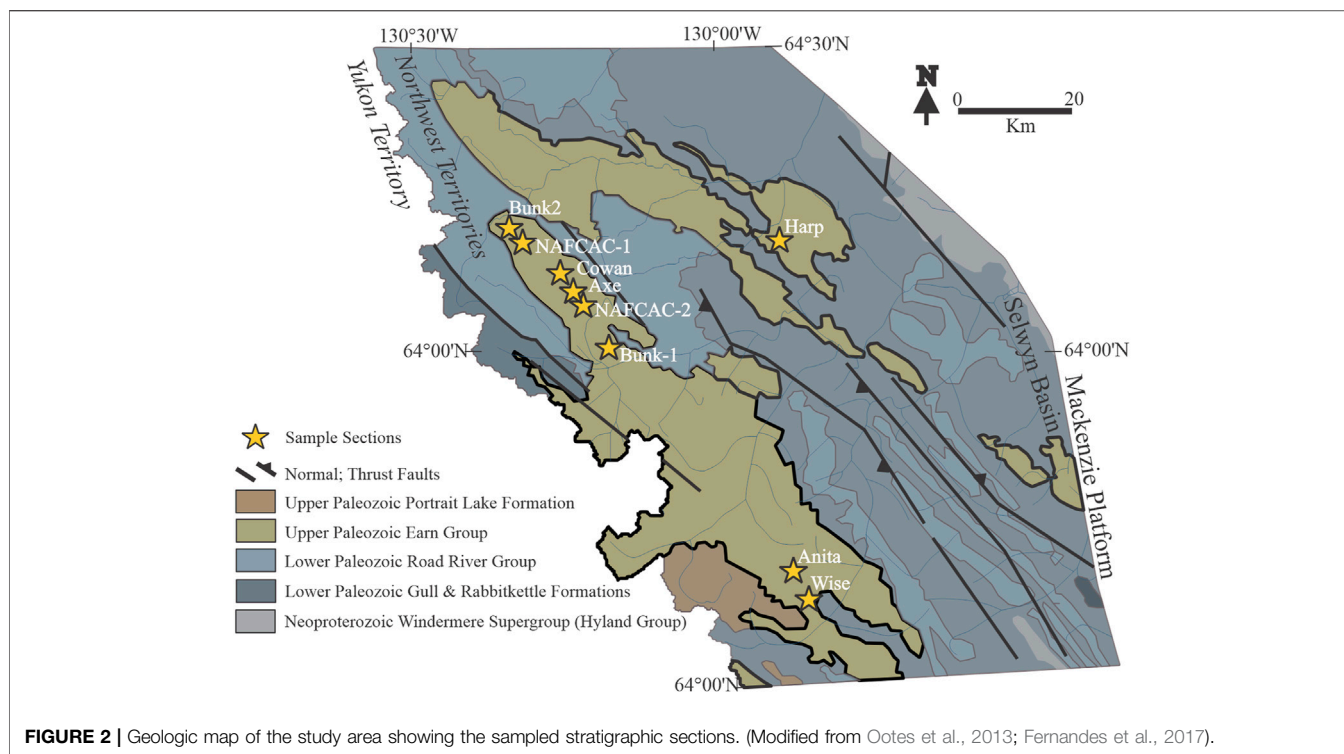 130°30'W
130°00'W
64°30'N
Yukon Territory
Northwest Territories
N
0 20
Km
Bunk2
NAFCAC-1
Harp
Cowan
Axe
NAFCAC-2
64°00'N
Bunk-1
64°00'N
Selwyn Basin
Mackenzie Platform
Sample Sections
Normal; Thrust Faults
Upper Paleozoic Portrait Lake Formation
Upper Paleozoic Earn Group
Lower Paleozoic Road River Group
Lower Paleozoic Gull & Rabbitkettle Formations
Neoproterozoic Windermere Supergroup (Hyland Group)
Anita
Wise
64°00'N
FIGURE 2 | Geologic map of the study area showing the sampled stratigraphic sections. (Modified from Ootes et al., 2013; Fernandes et al., 2017).